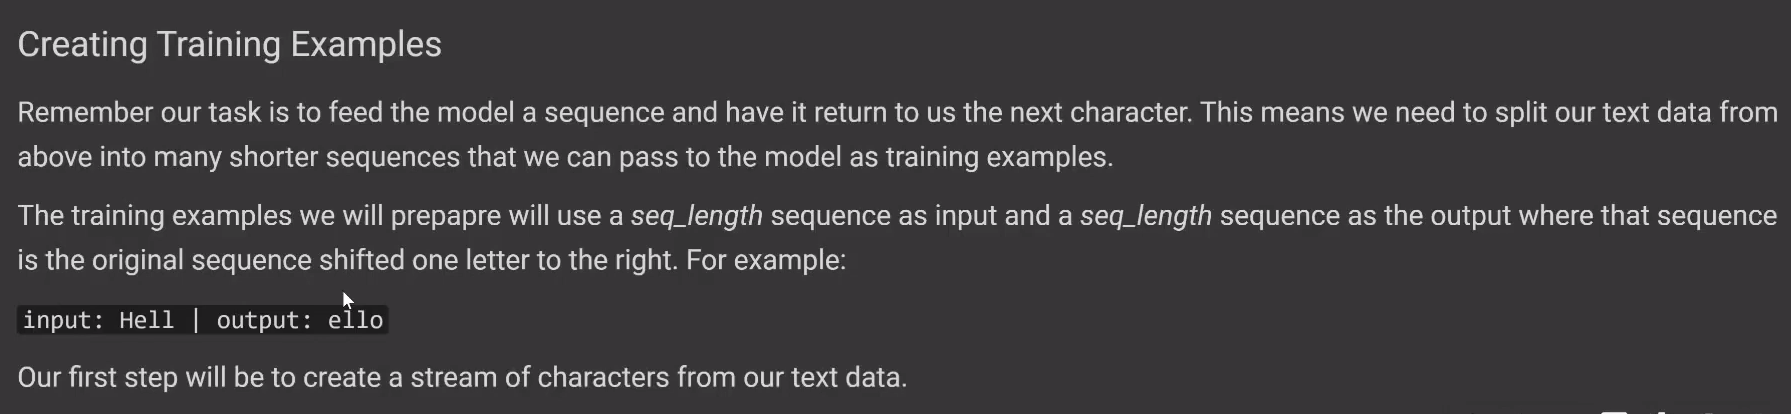 Creating Training Examples
Remember our task is to feed the model a sequence and have it return to us the next character. This means we need to split our text data from
above into many shorter sequences that we can pass to the model as training examples.
The training examples we will prepapre will use a seq_length sequence as input and a seq_length sequence as the output where that sequence
is the original sequence shifted one letter to the right. For example:
input: Hell | output: ello
Our first step will be to create a stream of characters from our text data.